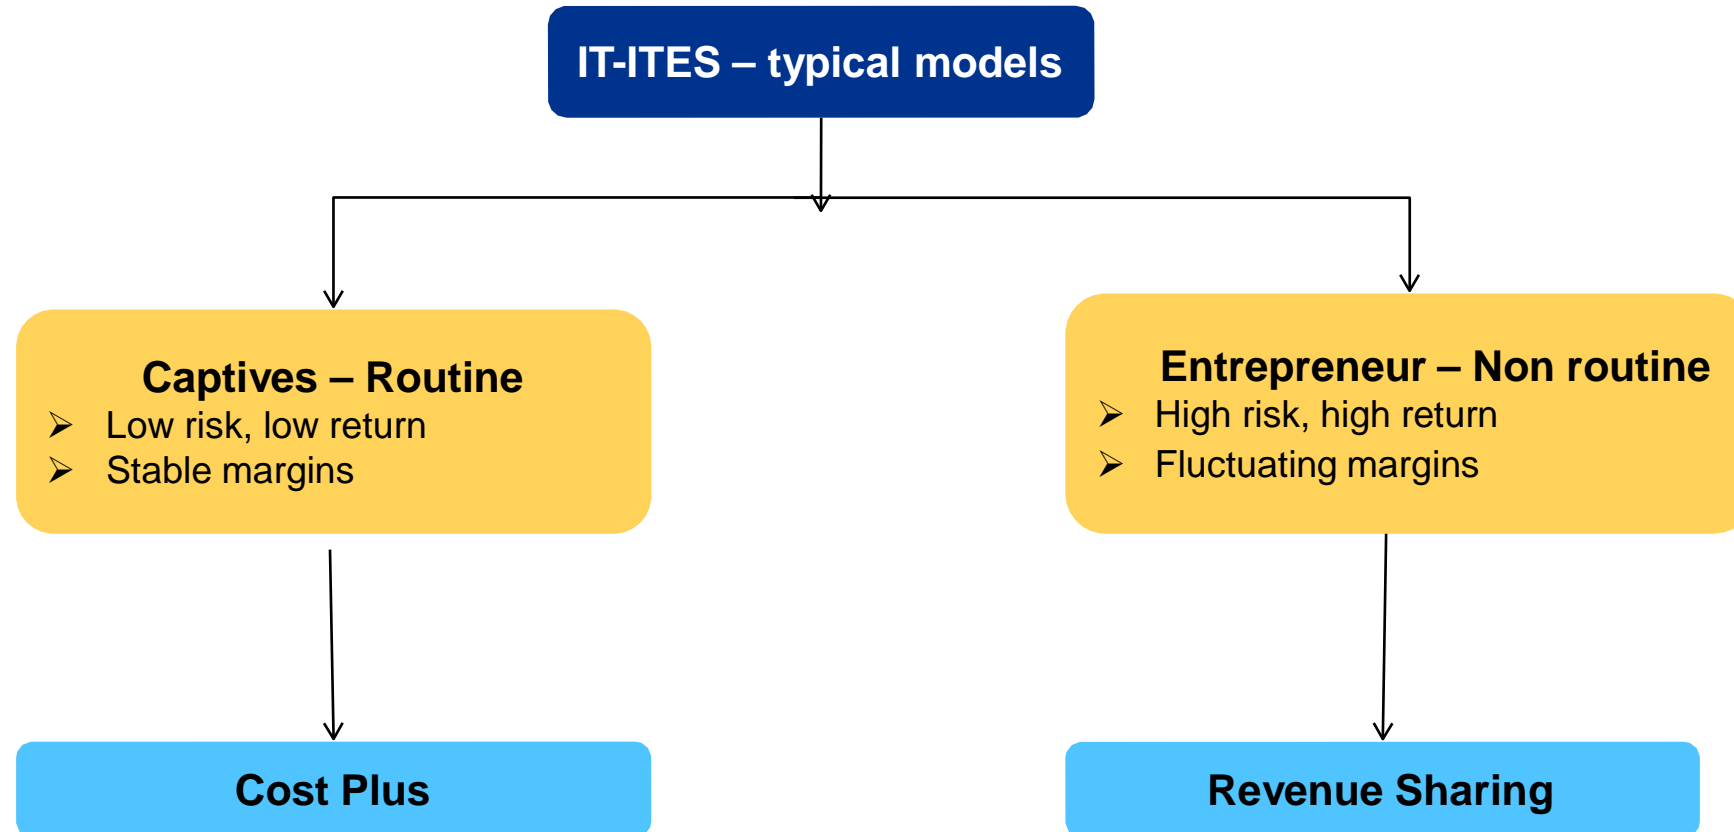 IT-ITES – typical models
Captives – Routine
➢ Low risk, low return
➢ Stable margins
Entrepreneur – Non routine
➢ High risk, high return
➢ Fluctuating margins
Cost Plus
Revenue Sharing